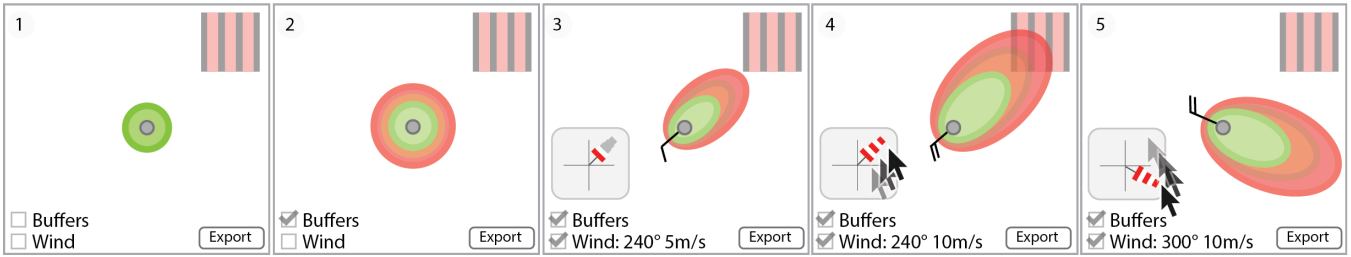 1
Buffers
Wind
Export
2
Buffers
Wind
Export
3
Buffers
Wind: 240° 5m/s
Export
4
Buffers
Wind: 240° 10m/s
Export
5
Buffers
Wind: 300° 10m/s
Export